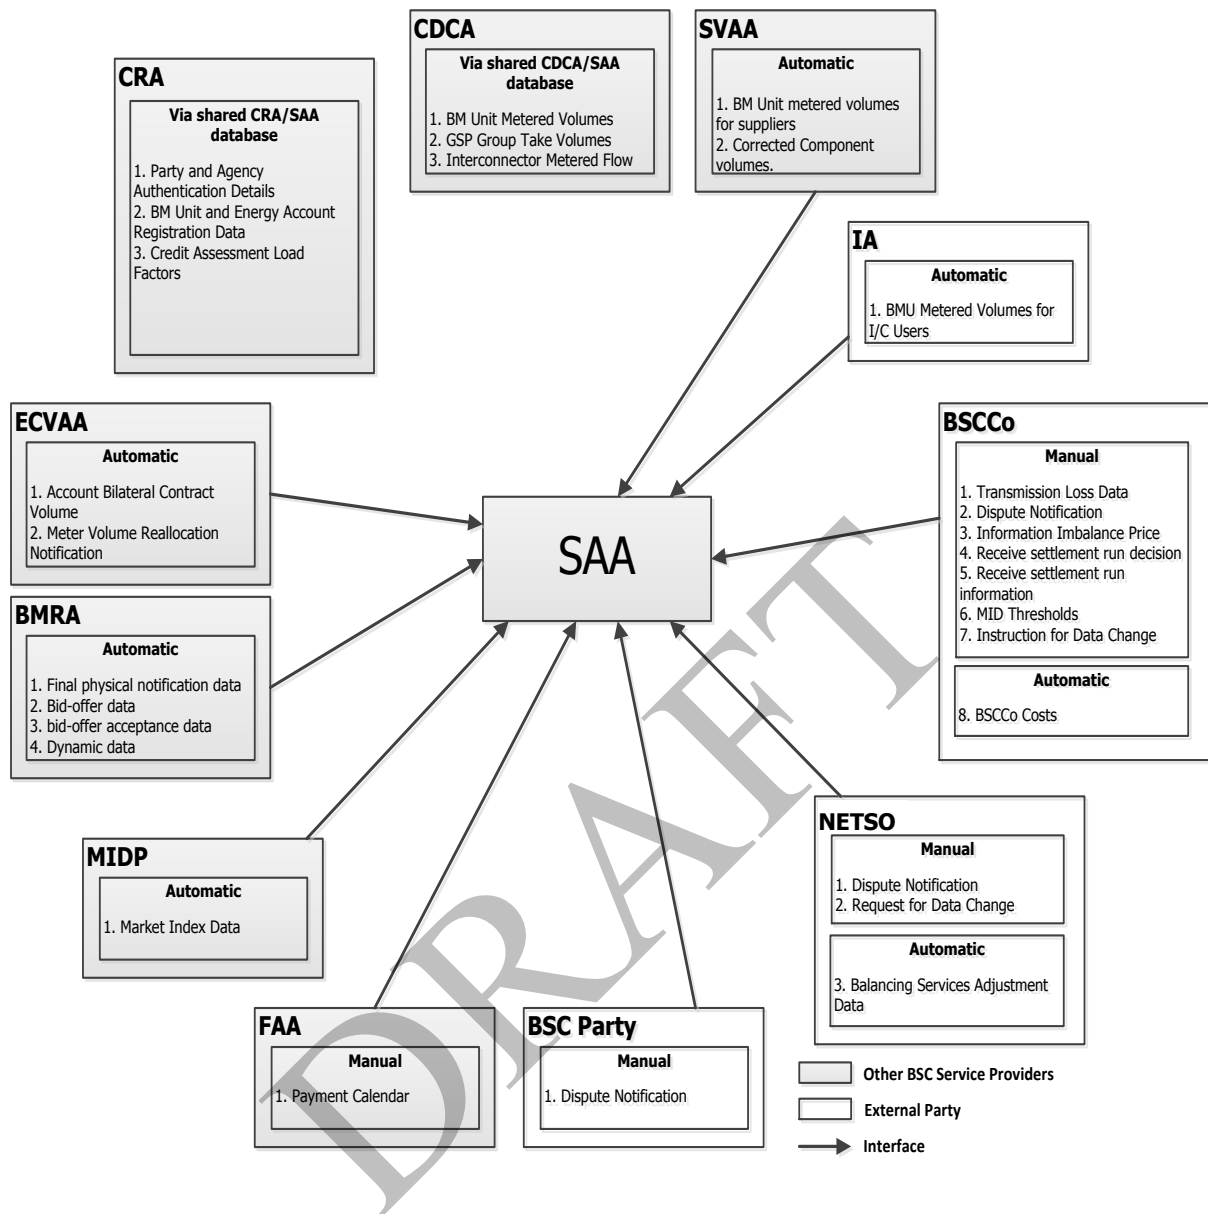 CDCA
Via shared CDCA/SAA
database
1. BM Unit Metered Volumes
2. GSP Group Take Volumes
3. Interconnector Metered Flow
SVAA
Automatic
1. BM Unit metered volumes
for suppliers
2. Corrected Component
volumes.
CRA
Via shared CRA/SAA
database
1. Party and Agency
Authentication Details
2. BM Unit and Energy Account
Registration Data
3. Credit Assessment Load
Factors
IA
Automatic
1. BMU Metered Volumes for
I/C Users
ECVAA
Automatic
1. Account Bilateral Contract
Volume
2. Meter Volume Reallocation
Notification
BSCCo
Manual
1. Transmission Loss Data
2. Dispute Notification
3. Information Imbalance Price
4. Receive settlement run decision
5. Receive settlement run
information
6. MID Thresholds
7. Instruction for Data Change
Automatic
8. BSCCo Costs
SAA
BMRA
Automatic
1. Final physical notification data
2. Bid-offer data
3. bid-offer acceptance data
4. Dynamic data
NETSO
Manual
1. Dispute Notification
2. Request for Data Change
Automatic
3. Balancing Services Adjustment
Data
MIDP
Automatic
1. Market Index Data
FAA
Manual
1. Payment Calendar
BSC Party
Manual
1. Dispute Notification
Other BSC Service Providers
External Party
Interface
DRAFT